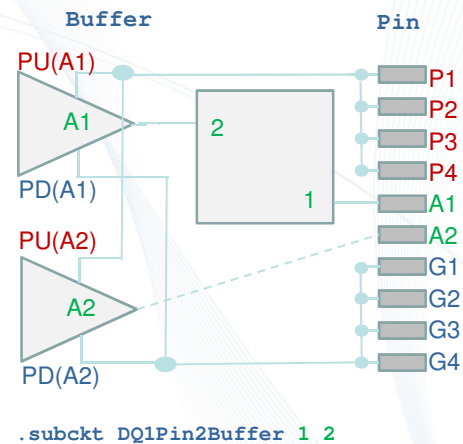 Buffer
Pin
PU(A1)
A1
PD(A1)
2
1
PU(A2)
A2
PD(A2)
P1
P2
P3
P4
A1
A2
G1
G2
G3
G4
.subckt DQ1Pin2Buffer 1 2